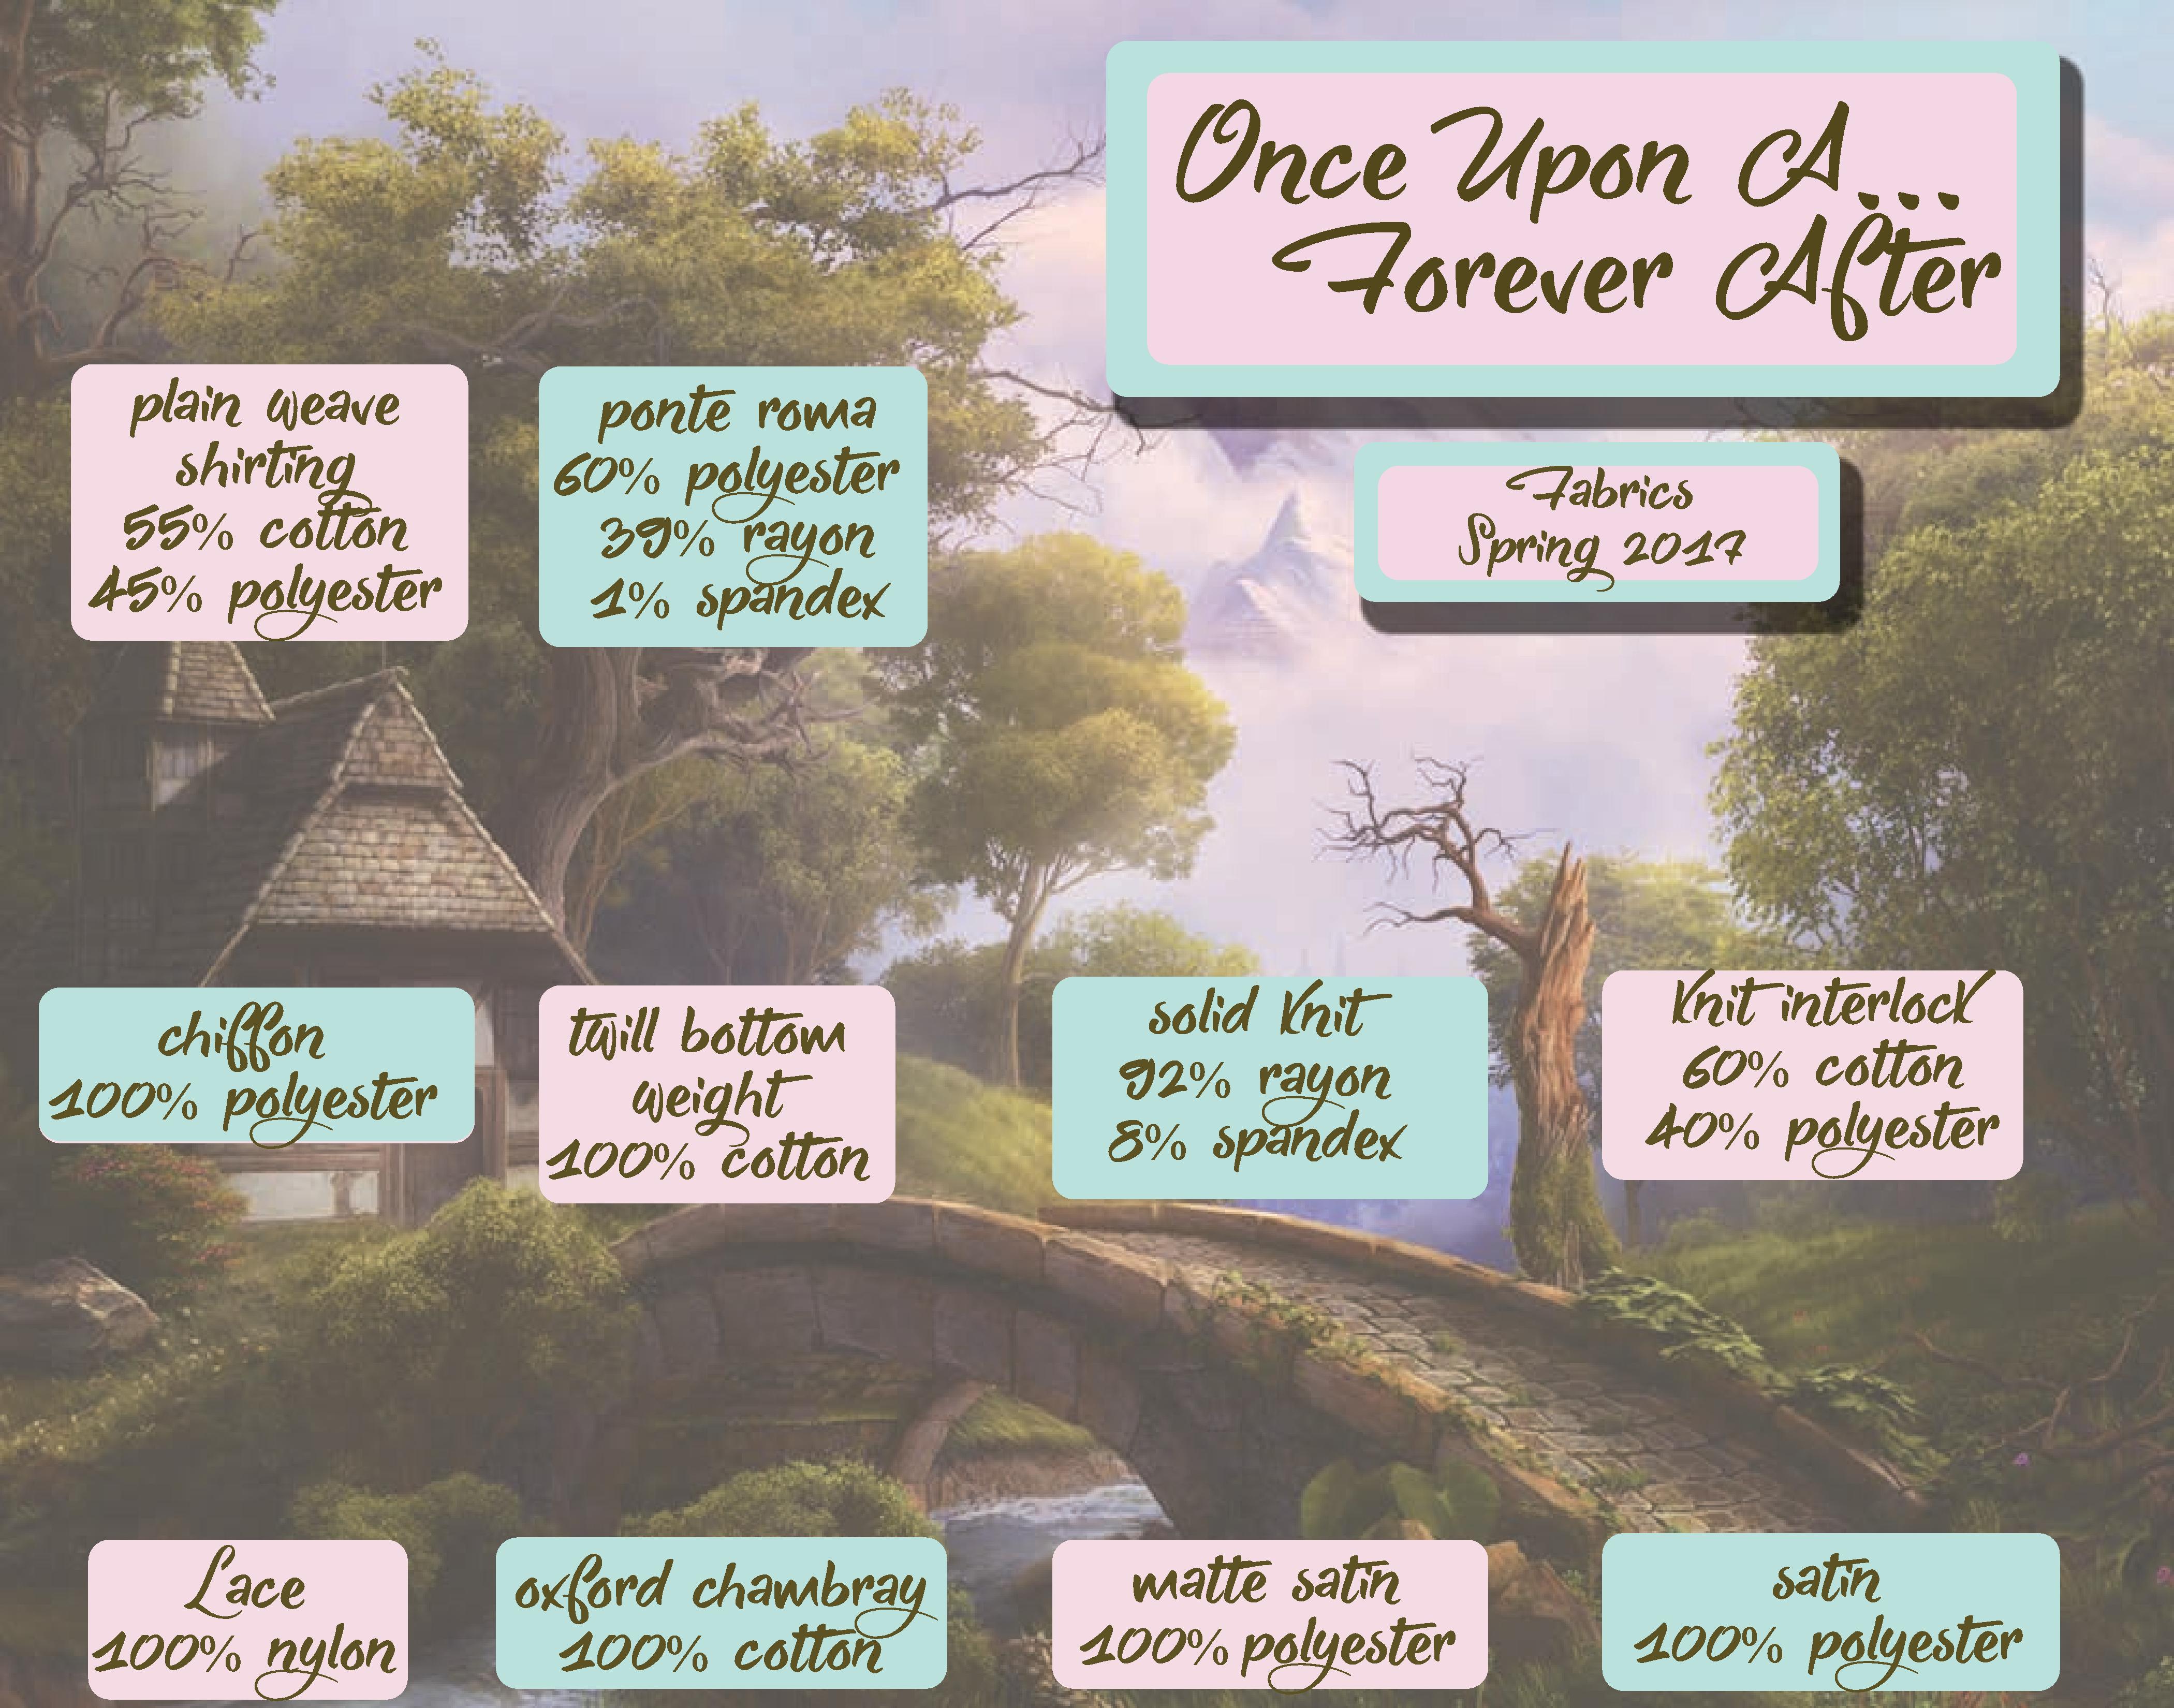 Once Upon A...
Forever After
Fabrics
Spring 2017
plain weave
shirting
55% cotton
45% polyester
ponte roma
60% polyester
39% rayon
1% spandex
chiffon
100% polyester
twill bottom
weight
100% cotton
solid knit
92% rayon
8% spandex
knit interlock
60% cotton
40% polyester
Lace
100% nylon
oxford chambray
100% cotton
matte satin
100% polyester
satin
100% polyester